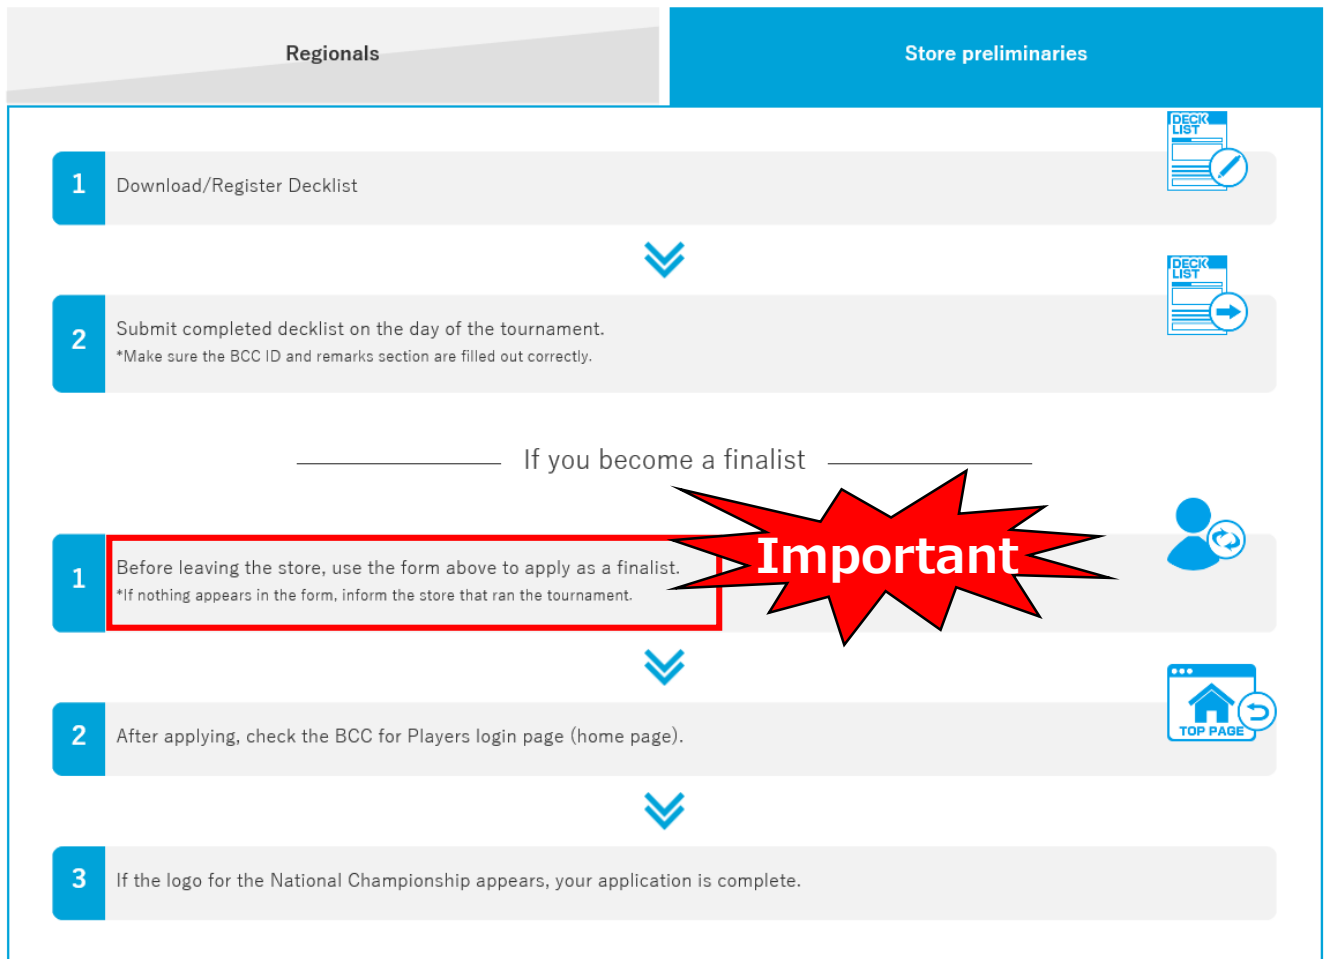 Regionals
Store preliminaries
DECK
LIST
1
Download/Register Decklist
DECK
LIST
2
Submit completed decklist on the day of the tournament.
*Make sure the BCC ID and remarks section are filled out correctly.
If you become a finalist
Important
1
Before leaving the store, use the form above to apply as a finalist.
*If nothing appears in the form, inform the store that ran the tournament.
2
After applying, check the BCC for Players login page (home page).
TOP PAGE
3
If the logo for the National Championship appears, your application is complete.